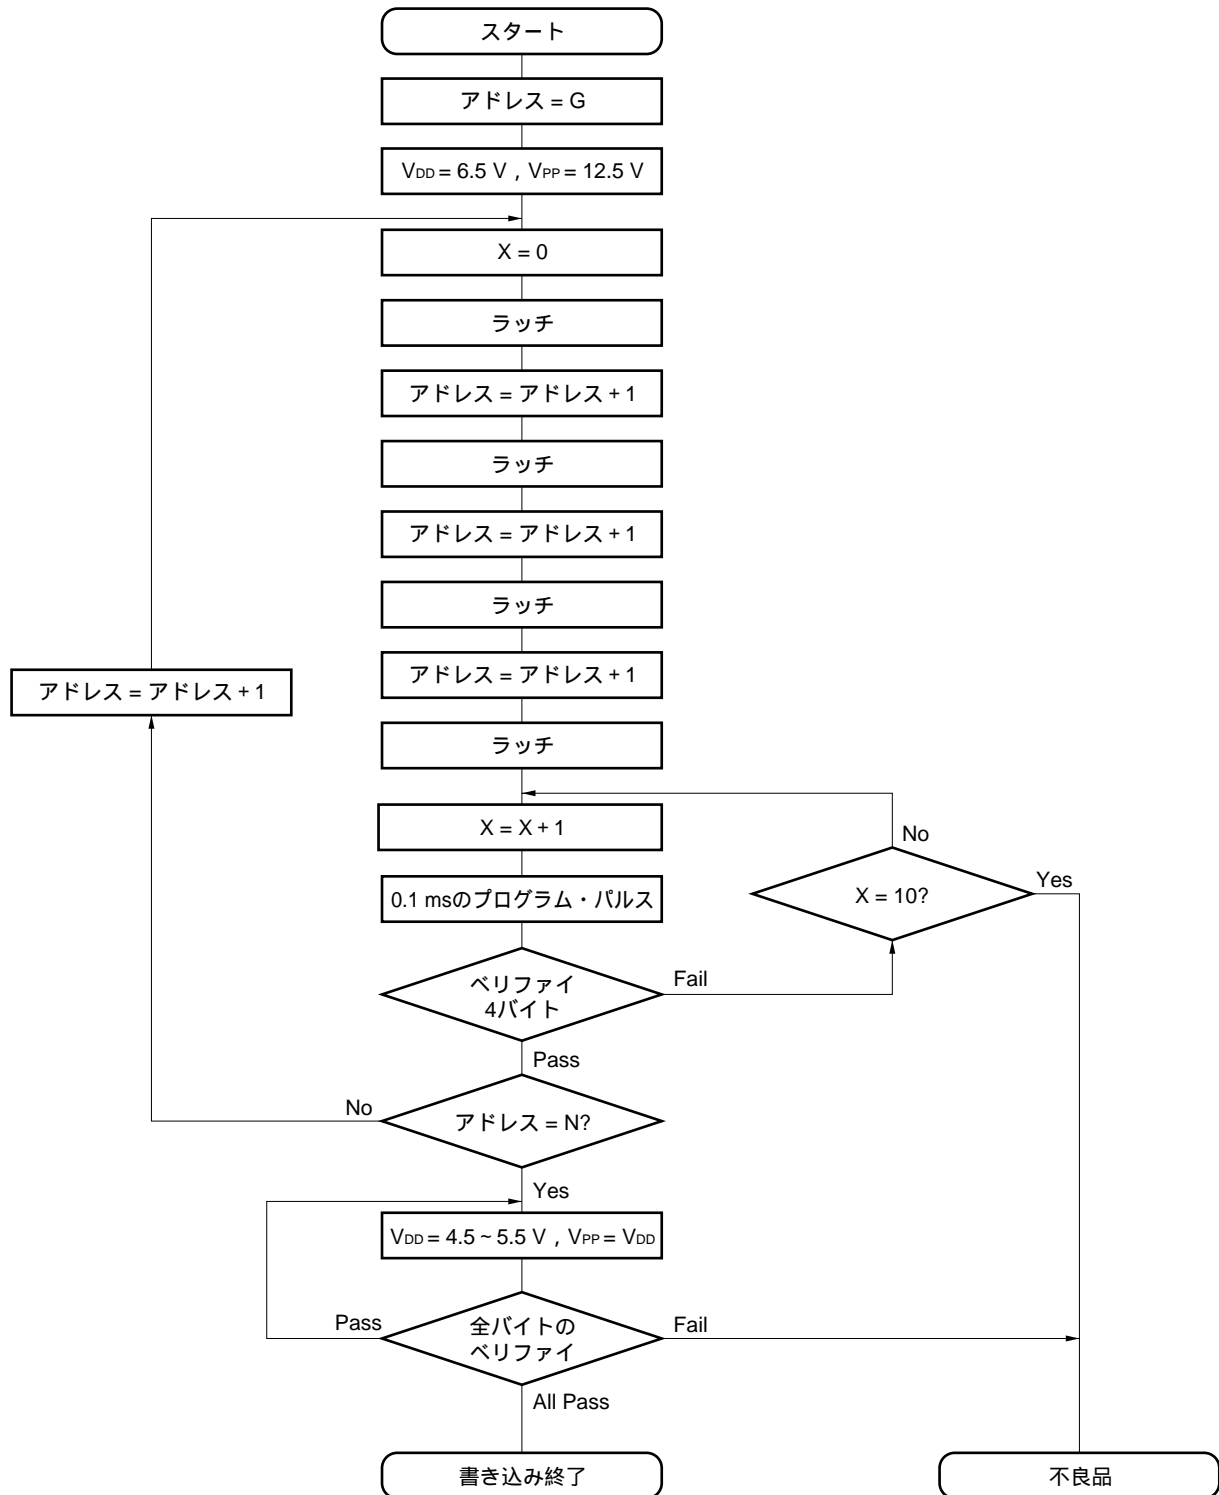 スタート
アドレス = G
VDD = 6.5 V , VPP = 12.5 V
X = 0
ラッチ
アドレス = アドレス + 1
ラッチ
アドレス = アドレス + 1
ラッチ
アドレス = アドレス + 1
アドレス = アドレス + 1
ラッチ
X = X + 1
No
X = 10?
Yes
0.1 msのプログラム・パルス
ベリファイ
4バイト
Fail
Pass
No
アドレス = N?
Yes
VDD = 4.5 ~ 5.5 V , VPP = VDD
Pass
全バイトの
ベリファイ
Fail
All Pass
書き込み終了
不良品